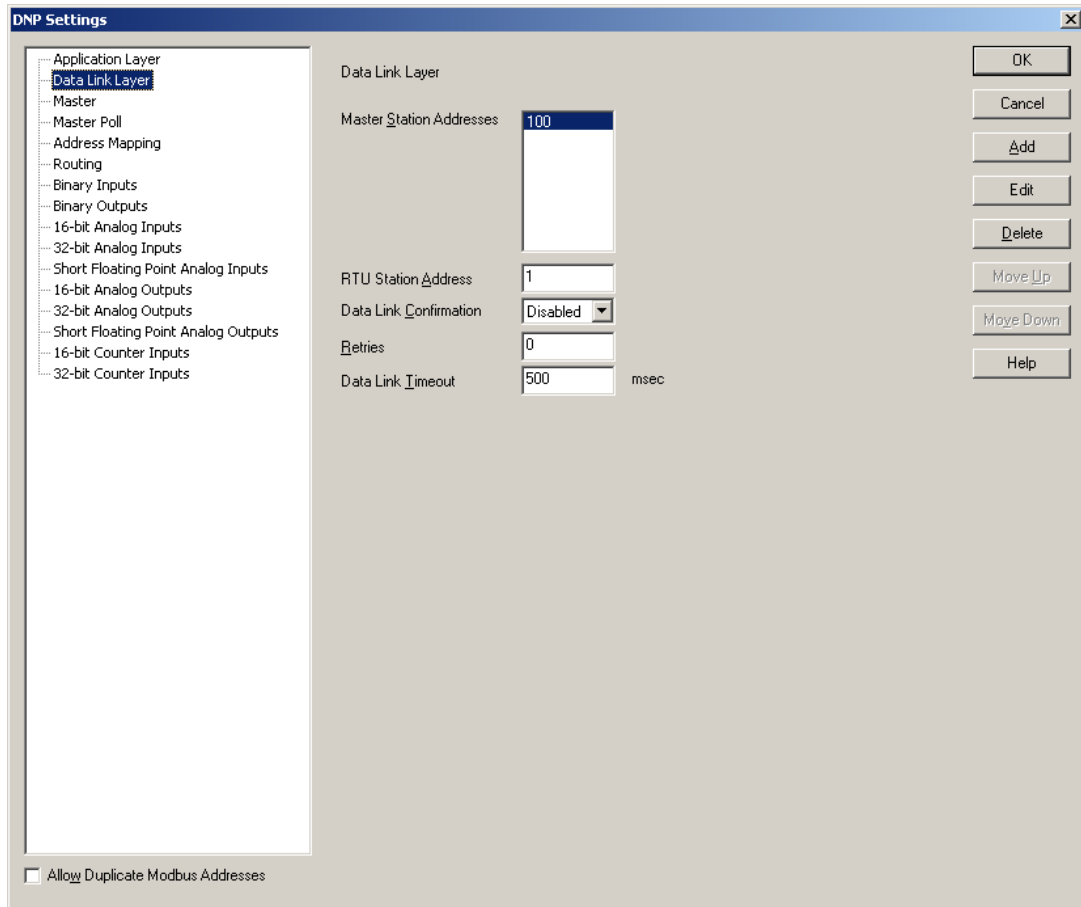 DNP Settings
Application Layer
Data Link Layer
Master
Master Poll
Address Mapping
Routing
Binary Inputs
Binary Outputs
16-bit Analog Inputs
32-bit Analog Inputs
Short Floating Point Analog Inputs
16-bit Analog Outputs
32-bit Analog Outputs
Short Floating Point Analog Outputs
16-bit Counter Inputs
32-bit Counter Inputs
Allow Duplicate Modbus Addresses
Data Link Layer
Master Station Addresses 100
RTU Station Address 1
Data Link Confirmation Disabled
Retries 0
Data Link Timeout 500 msec
OK
Cancel
Add
Edit
Delete
Move Up
Move Down
Help